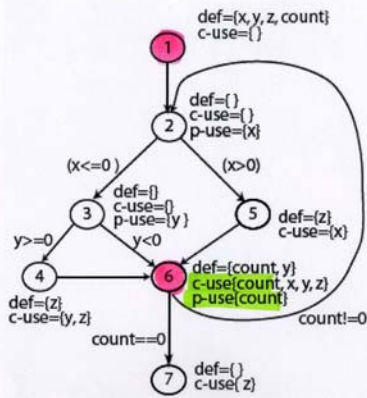 def={x, y, z, count}
1
c-use={ }
def={ }
2
c-use={ }
p-use={x}
(x<=0 )
(x>0)
def={}
3
c-use={}
p-use={y }
5
def={z}
c-use={x}
y>=0
y<0
4
6
def={count, y}
c-use{count, x, y, z}
p-use{count}
def={z}
c-use={y, z}
count==0
count!=0
7
def={ }
c-use{ z}